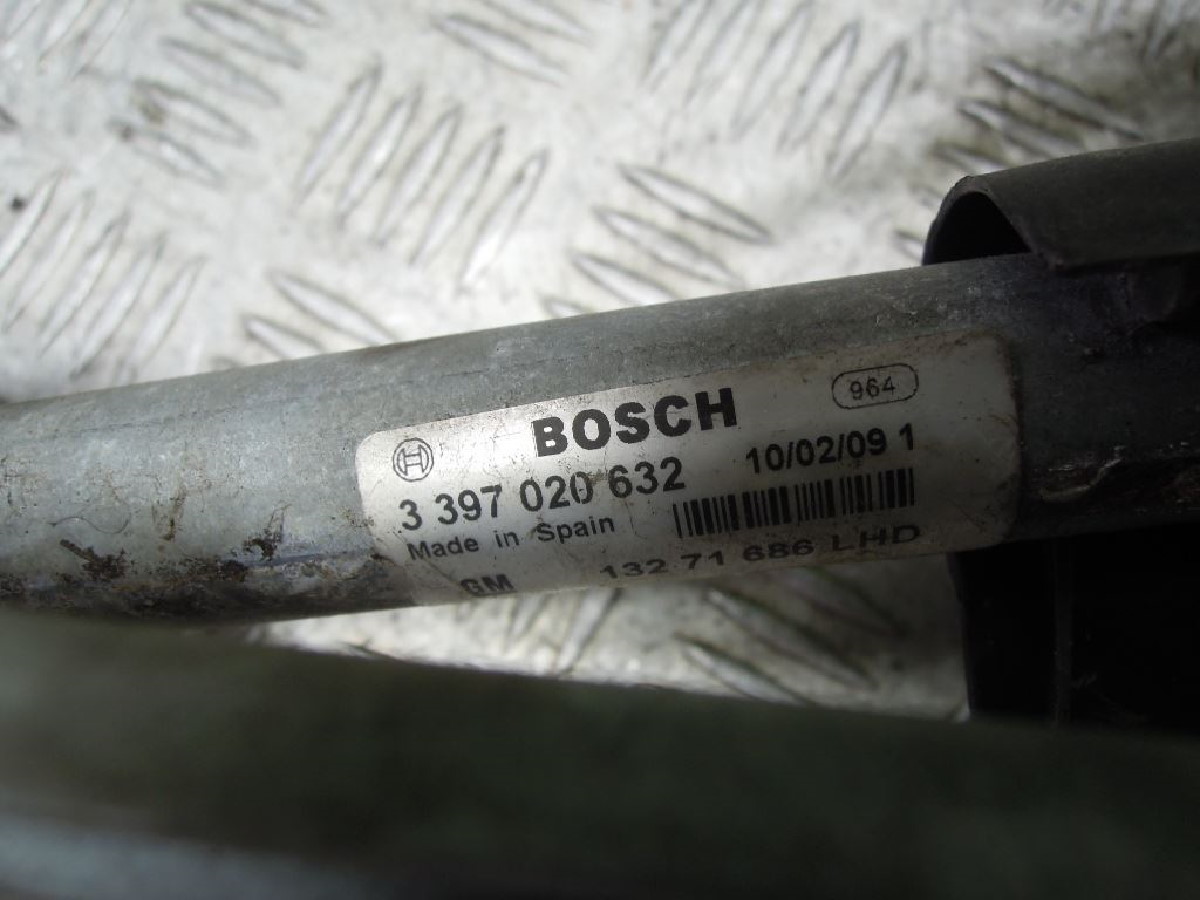 964
BOSCH
3 397 020 632 10/02/09 1
Made in Spain
GM 132 71 686 LHD